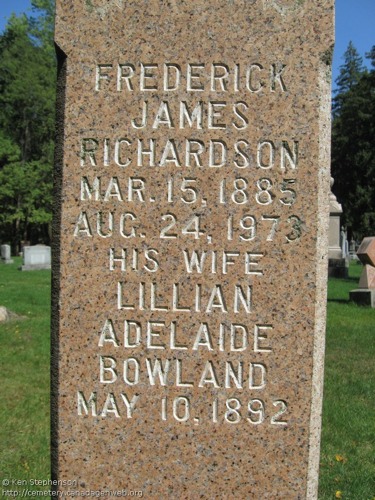 FREDERICK
JAMES
RICHARDSON
MAR. 15, 1885
AUG. 24, 1973
HIS WIFE
LILLIAN
ADELAIDE
BOWLAND
MAY 10, 1892
© Ken Stephenson
http://cemetery.canadagenweb.org